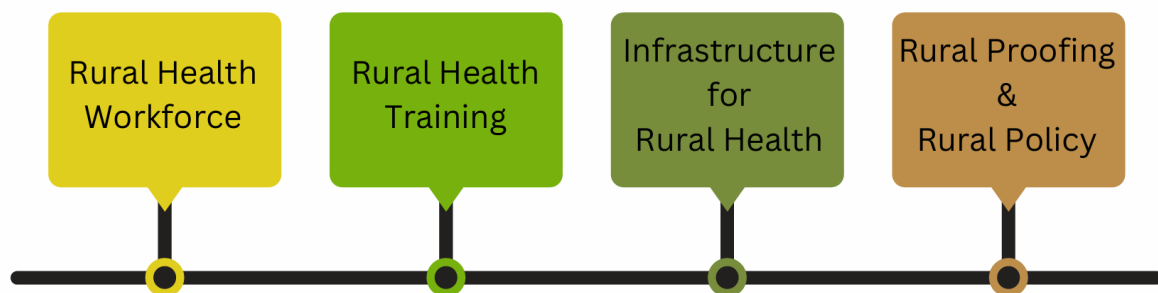 Rural Health
Workforce
Rural Health
Training
Infrastructure
for
Rural Health
Rural Proofing
&
Rural Policy